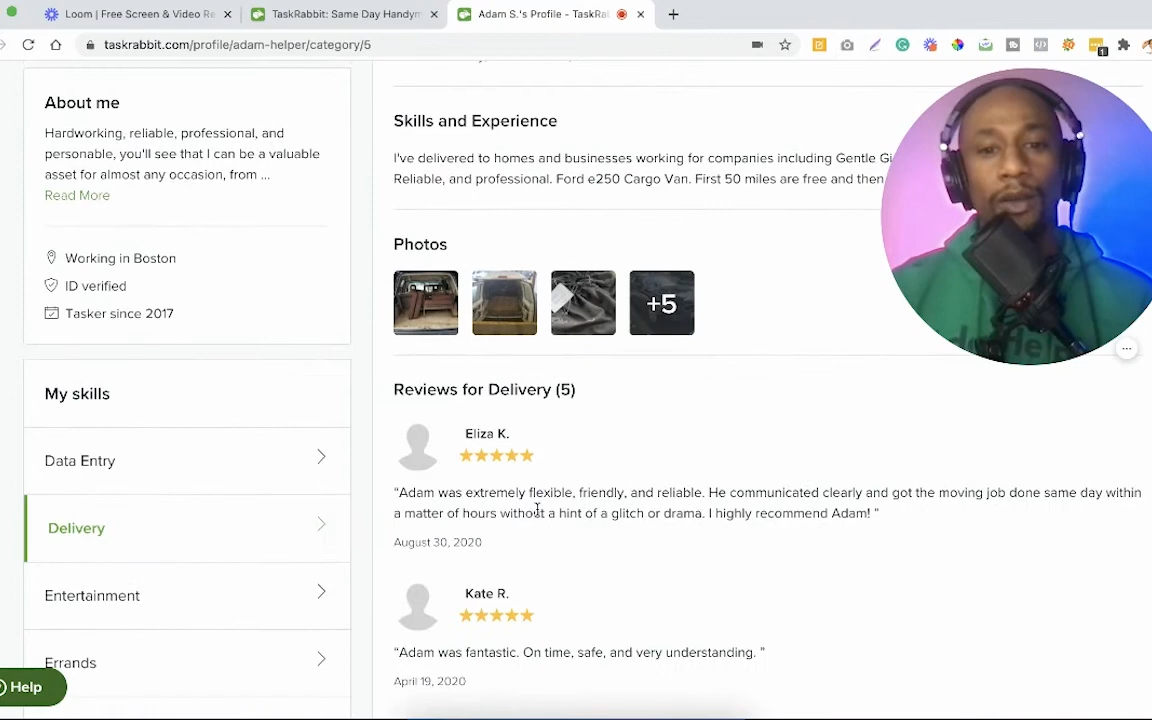 Loom | Free Screen & Video Re
TaskRabbit: Same Day Handym
Adam S.'s Profile - TaskRa
taskrabbit.com/profile/adam-helper/category/5
1
About me
Hardworking, reliable, professional, and
personable, you'll see that I can be a valuable
asset for almost any occasion, from ...
Read More
Working in Boston
ID verified
Tasker since 2017
My skills
Data Entry
Delivery
Entertainment
Errands
Help
Skills and Experience
I've delivered to homes and businesses working for companies including Gentle Gi
Reliable, and professional. Ford e250 Cargo Van. First 50 miles are free and then
Photos
+5
Reviews for Delivery (5)
Eliza K.
“Adam was extremely flexible, friendly, and reliable. He communicated clearly and got the moving job done same day within
a matter of hours without a hint of a glitch or drama. I highly recommend Adam! ”
August 30, 2020
Kate R.
“Adam was fantastic. On time, safe, and very understanding. ”
April 19, 2020